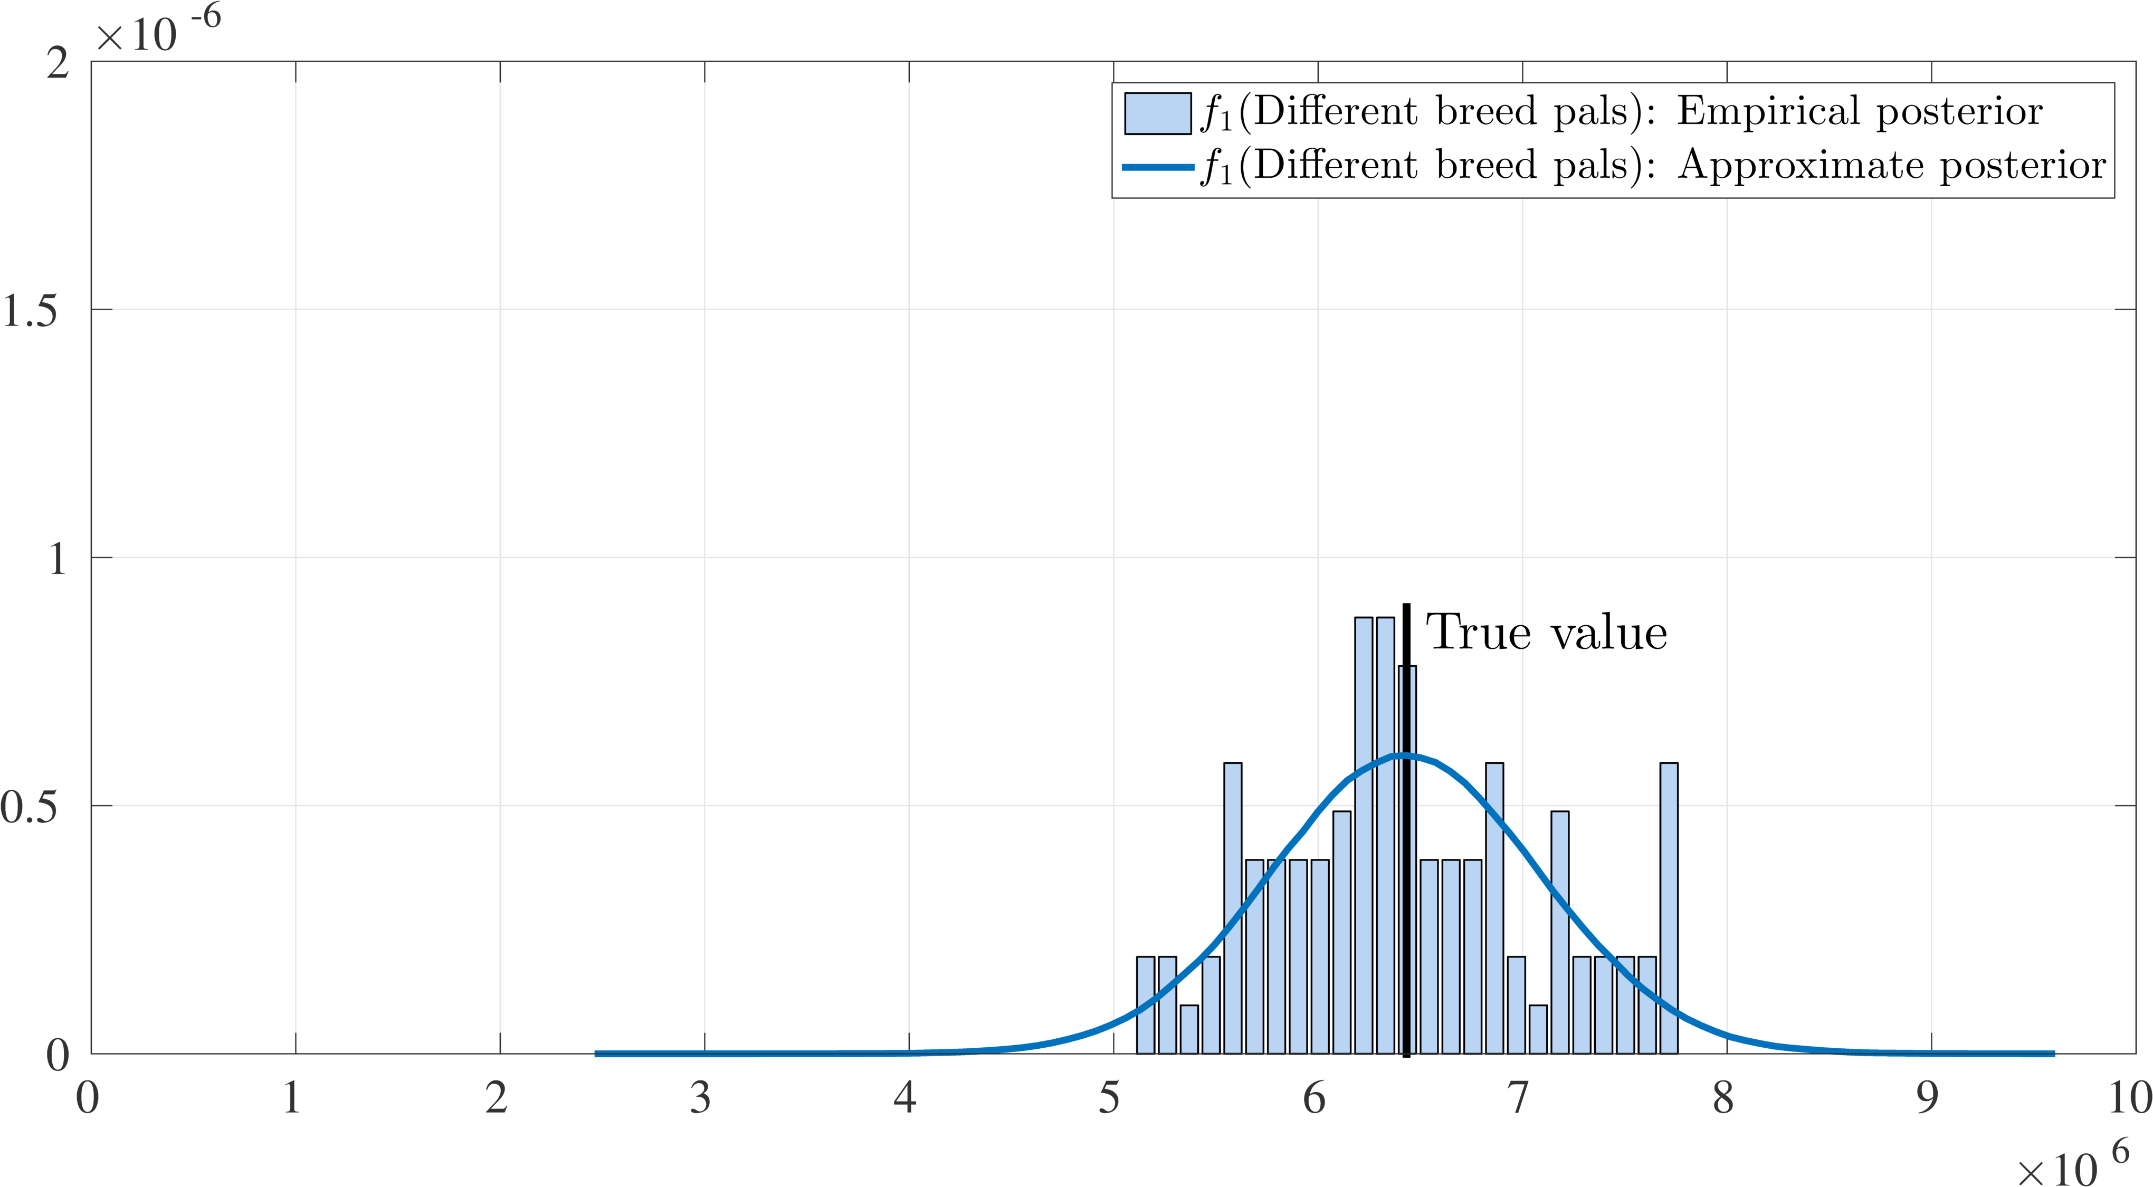 ×10 -6
2
f1(Different breed pals): Empirical posterior
f1(Different breed pals): Approximate posterior
1.5
1
True value
0.5
0
0 1 2 3 4 5 6 7 8 9 10
×10 6